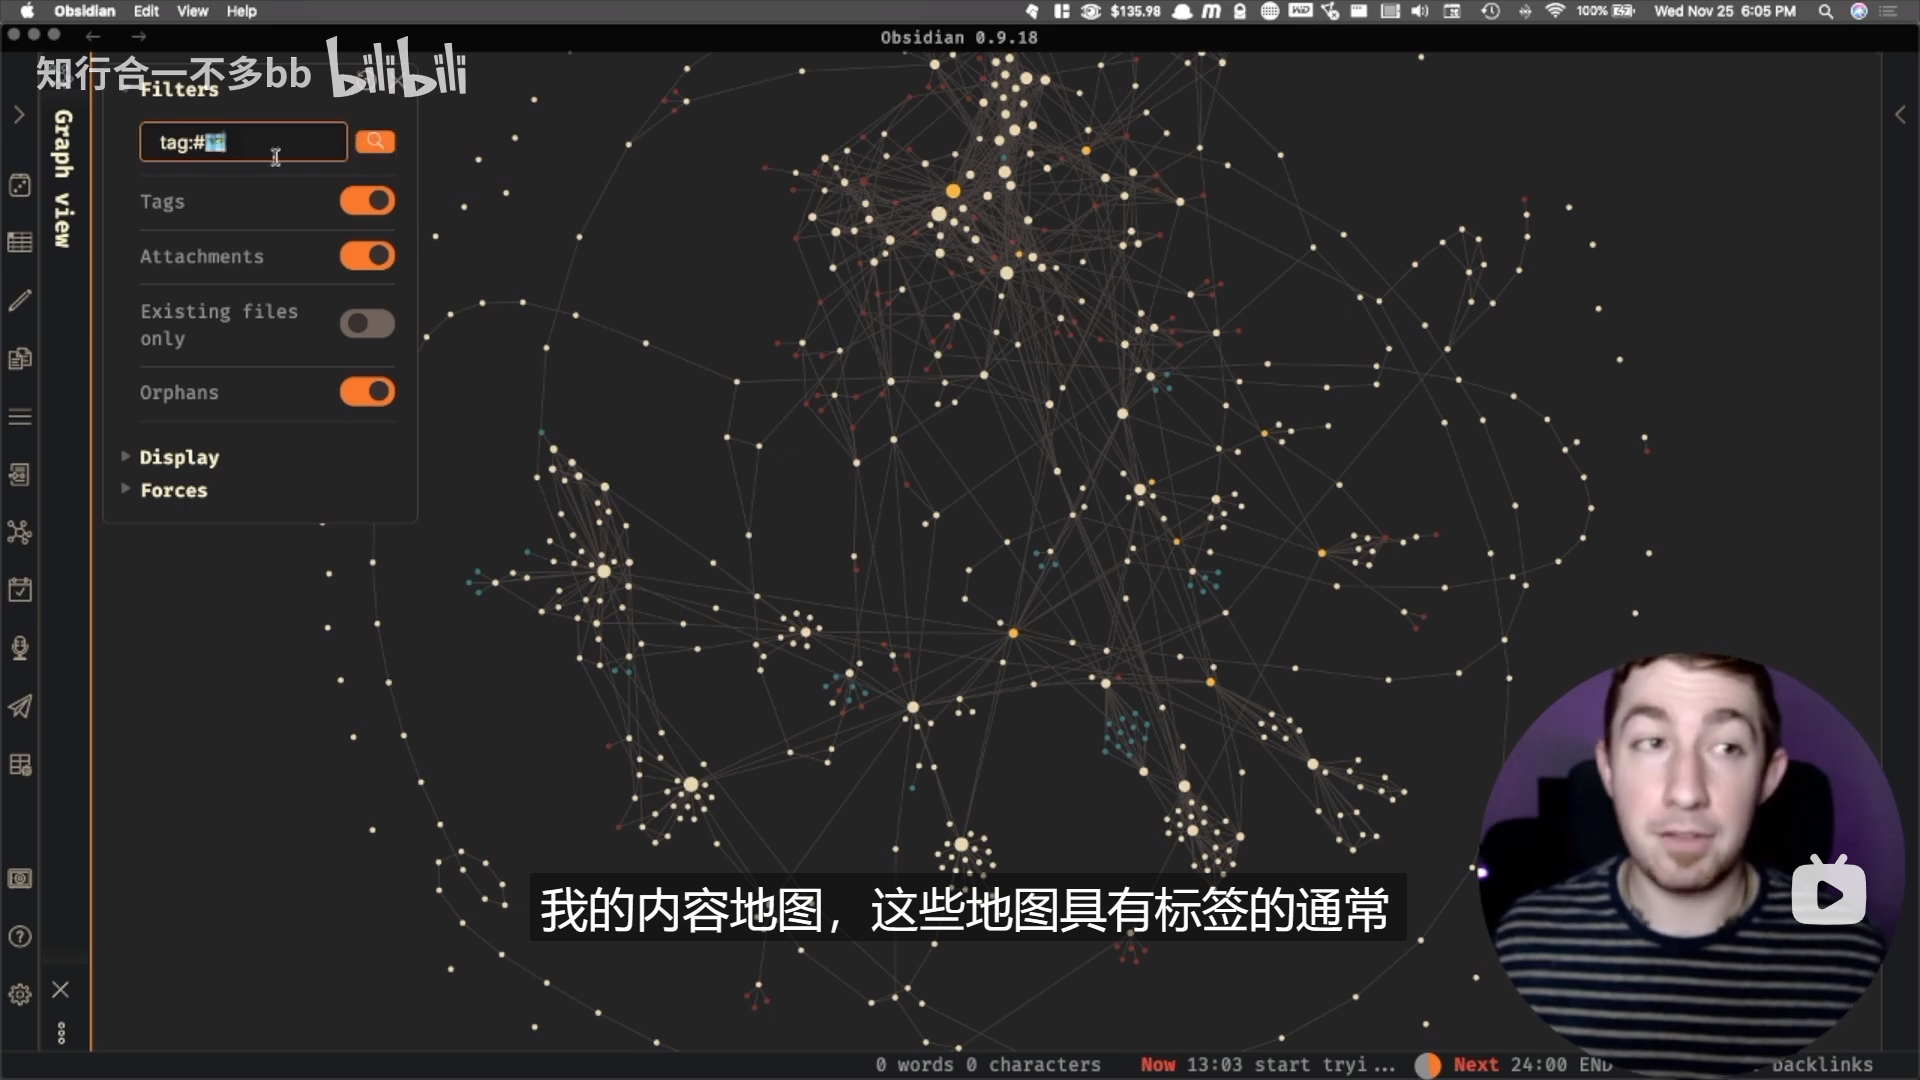 Obsidian Edit View Help
$135.98
100%
Wed Nov 25 6:05 PM
Obsidian 0.9.18
知行合一不多bb bilibili
Filters
Graph view
tag:#
Tags
Attachments
Existing files
only
Orphans
Display
Forces
我的内容地图，这些地图具有标签的通常
0 words 0 characters
Now 13:03 start tryi...
Next 24:00 END
backlinks